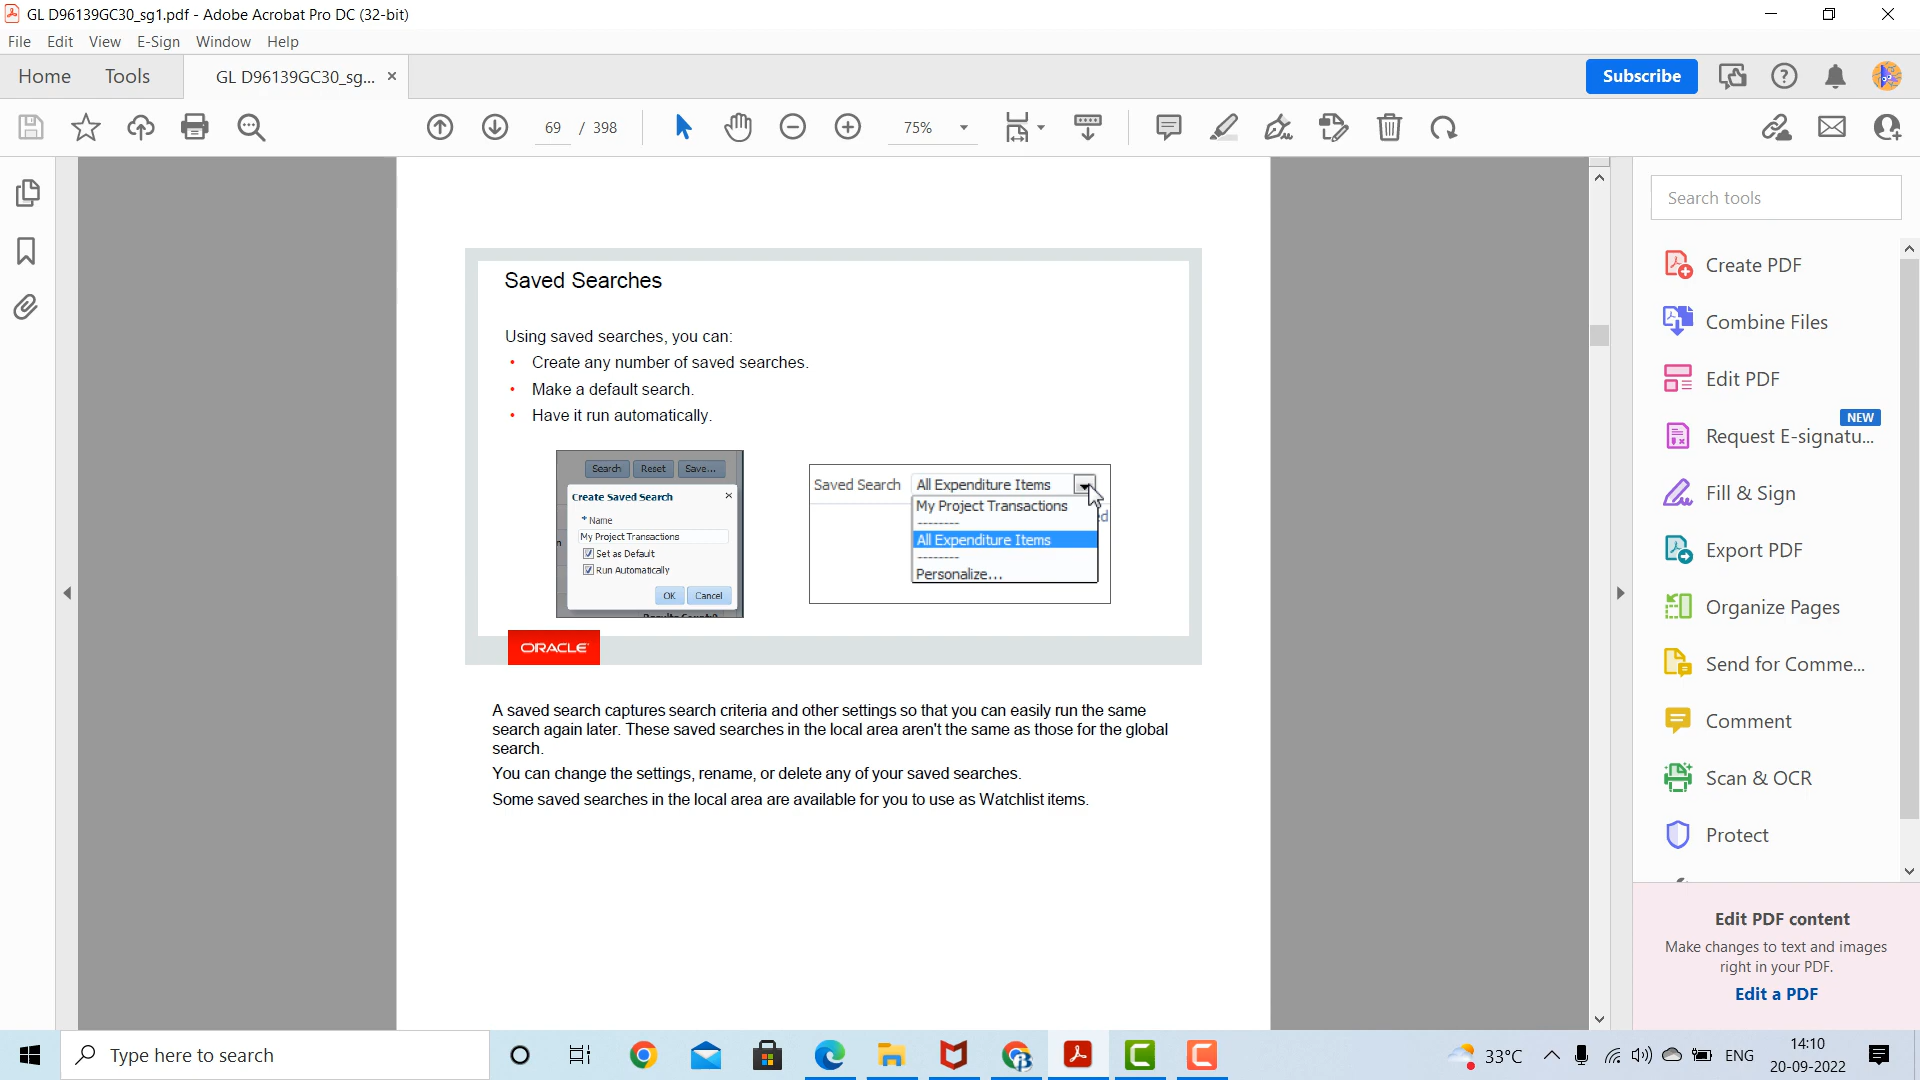 GL D96139GC30_sg1.pdf - Adobe Acrobat Pro DC (32-bit)
File Edit View E-Sign Window Help
Home Tools GL D96139GC30_sg... × Subscribe
69 / 398 75%
Search tools
Create PDF
Combine Files
Edit PDF
NEW
Request E-signatu...
Fill & Sign
Export PDF
Organize Pages
Send for Comme...
Comment
Scan & OCR
Protect
Edit PDF content
Make changes to text and images
right in your PDF.
Edit a PDF
Saved Searches
Using saved searches, you can:
• Create any number of saved searches.
• Make a default search.
• Have it run automatically.
Search Reset Save...
Create Saved Search ×
* Name
My Project Transactions
Set as Default
Run Automatically
OK Cancel
Saved Search All Expenditure Items
My Project Transactions
--------
All Expenditure Items
--------
Personalize...
ORACLE
A saved search captures search criteria and other settings so that you can easily run the same
search again later. These saved searches in the local area aren't the same as those for the global
search.
You can change the settings, rename, or delete any of your saved searches.
Some saved searches in the local area are available for you to use as Watchlist items.
Type here to search
33°C ENG
14:10
20-09-2022